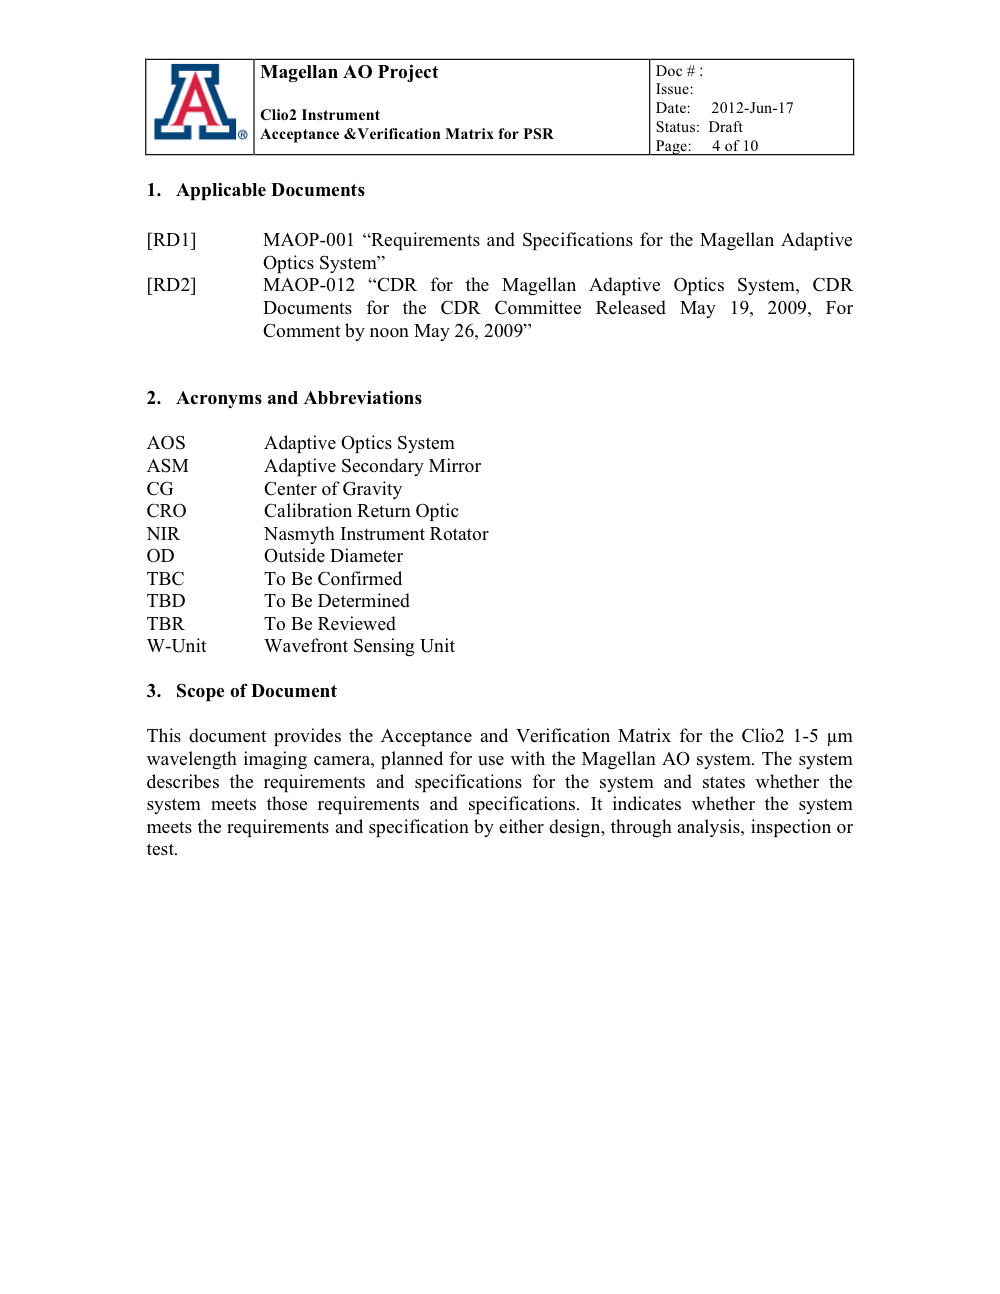 A®
Magellan AO Project
Clio2 Instrument
Acceptance &Verification Matrix for PSR
Doc # :
Issue:
Date: 2012-Jun-17
Status: Draft
Page: 4 of 10
1. Applicable Documents
[RD1] MAOP-001 “Requirements and Specifications for the Magellan Adaptive
Optics System”
[RD2] MAOP-012 “CDR for the Magellan Adaptive Optics System, CDR
Documents for the CDR Committee Released May 19, 2009, For
Comment by noon May 26, 2009”
2. Acronyms and Abbreviations
AOS Adaptive Optics System
ASM Adaptive Secondary Mirror
CG Center of Gravity
CRO Calibration Return Optic
NIR Nasmyth Instrument Rotator
OD Outside Diameter
TBC To Be Confirmed
TBD To Be Determined
TBR To Be Reviewed
W-Unit Wavefront Sensing Unit
3. Scope of Document
This document provides the Acceptance and Verification Matrix for the Clio2 1-5 µm
wavelength imaging camera, planned for use with the Magellan AO system. The system
describes the requirements and specifications for the system and states whether the
system meets those requirements and specifications. It indicates whether the system
meets the requirements and specification by either design, through analysis, inspection or
test.